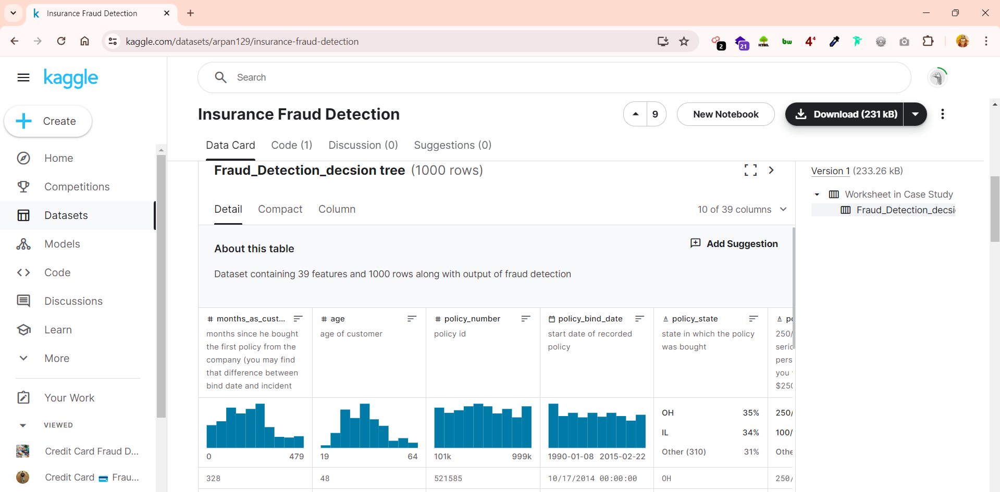 Insurance Fraud Detection
kaggle.com/datasets/arpan129/insurance-fraud-detection
2
21
HTML
bw
4⁴
kaggle
Search
Create
Insurance Fraud Detection
9
New Notebook
Download (231 kB)
Data Card
Code (1)
Discussion (0)
Suggestions (0)
Home
Competitions
Datasets
Models
Code
Discussions
Learn
More
Your Work
VIEWED
Credit Card Fraud D...
Credit Card 💳 Frau...
Fraud_Detection_decsion tree (1000 rows)
Detail
Compact
Column
10 of 39 columns
About this table
Add Suggestion
Dataset containing 39 features and 1000 rows along with output of fraud detection
# months_as_cust...
months since he bought
the first policy from the
company (you may find
that difference between
bind date and incident
0 479
328
# age
age of customer
19 64
48
# policy_number
policy id
101k 999k
521585
policy_bind_date
start date of recorded
policy
1990-01-08 2015-02-22
10/17/2014 00:00:00
A policy_state
state in which the policy
was bought
OH 35%
IL 34%
Other (310) 31%
OH
A po
250/
serio
pers
you
$250
250/
100/
Othe
250/
Version 1 (233.26 kB)
Worksheet in Case Study
Fraud_Detection_decsi